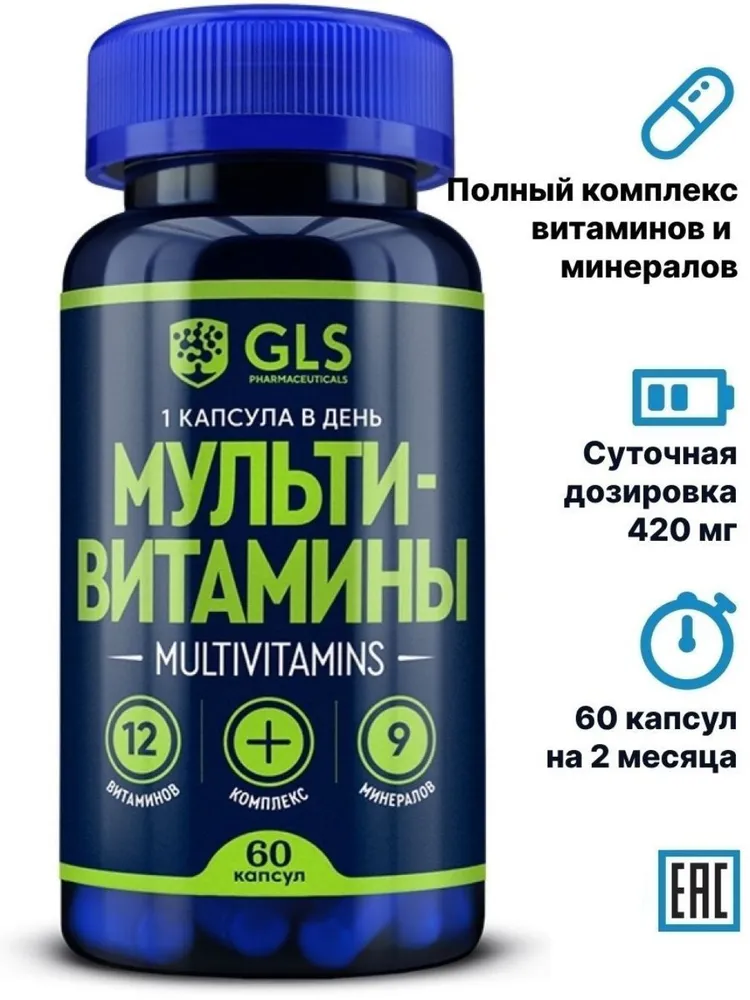 GLS
PHARMACEUTICALS
1 КАПСУЛА В ДЕНЬ
МУЛЬТИ-
ВИТАМИНЫ
MULTIVITAMINS
12
ВИТАМИНОВ
+
КОМПЛЕКС
9
МИНЕРАЛОВ
60
капсул
Полный комплекс
витаминов и
минералов
Суточная
дозировка
420 мг
60 капсул
на 2 месяца
EAC